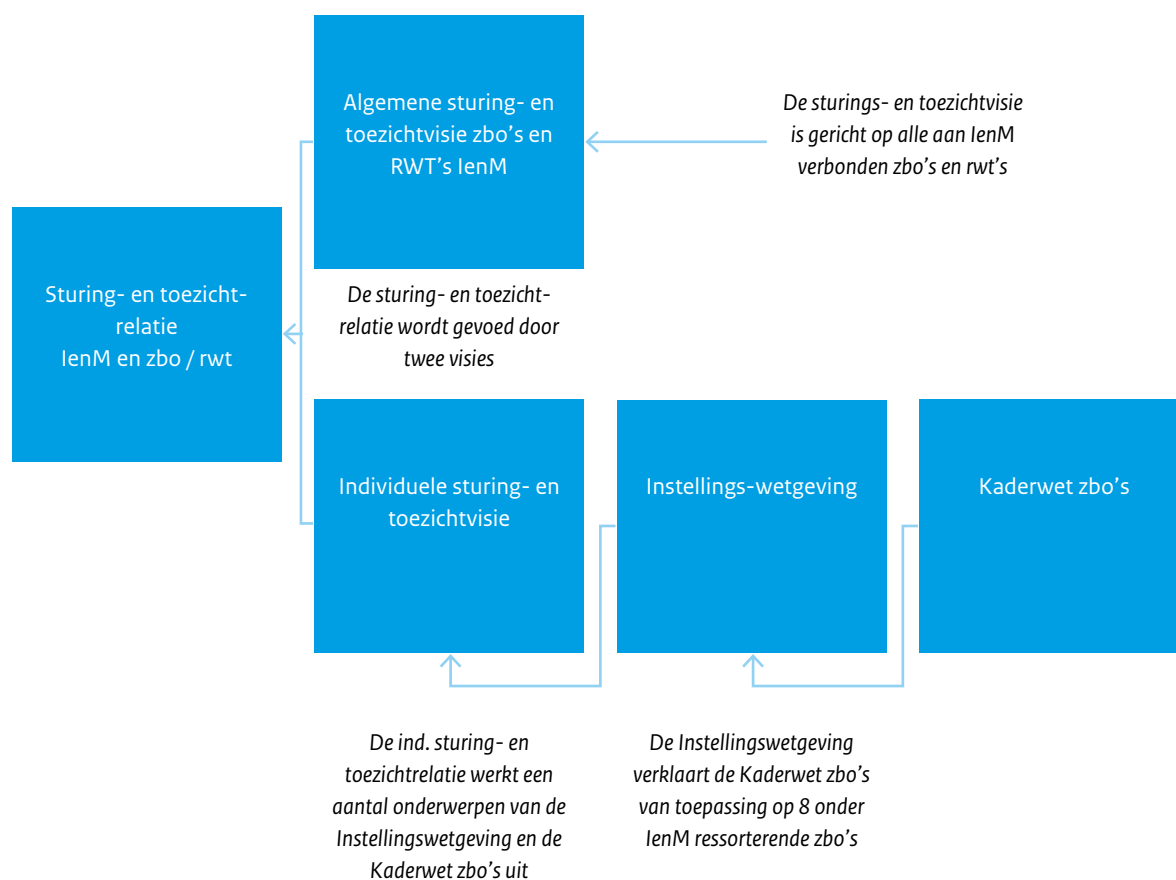 Algemene sturing- en
toezichtvisie zbo's en
RWT's IenM
De sturings- en toezichtvisie
is gericht op alle aan IenM
verbonden zbo's en rwt's
Sturing- en toezicht-
relatie
IenM en zbo / rwt
De sturing- en toezicht-
relatie wordt gevoed door
twee visies
Individuele sturing- en
toezichtvisie
Instellings-wetgeving
Kaderwet zbo's
De ind. sturing- en
toezichtrelatie werkt een
aantal onderwerpen van de
Instellingswetgeving en de
Kaderwet zbo's uit
De Instellingswetgeving
verklaart de Kaderwet zbo's
van toepassing op 8 onder
IenM ressorterende zbo's